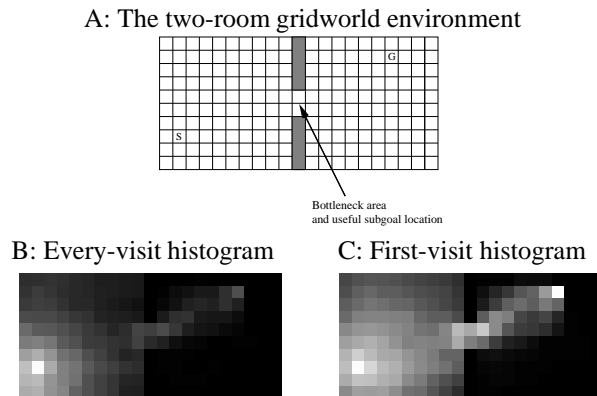 A: The two-room gridworld environment
G
S
Bottleneck area
and useful subgoal location
B: Every-visit histogram
C: First-visit histogram